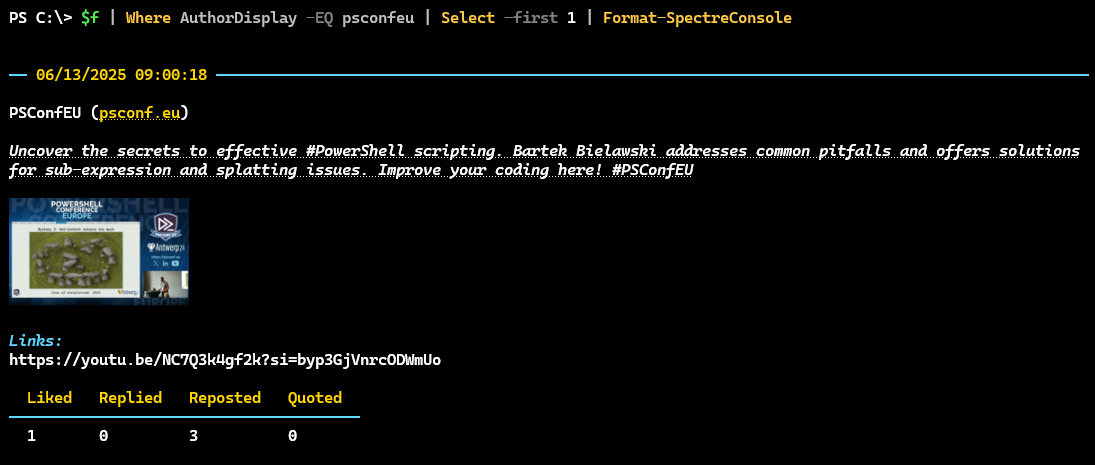 PS C:\> $f | Where AuthorDisplay -EQ psconfeu | Select -first 1 | Format-SpectreConsole
06/13/2025 09:00:18
PSConfEU (psconf.eu)
Uncover the secrets to effective #PowerShell scripting. Bartek Bielawski addresses common pitfalls and offers solutions
for sub-expression and splatting issues. Improve your coding here! #PSConfEU
POWERSHELL
CONFERENCE
EUROPE
PSCONF.EU
Antwerp
Links:
https://youtu.be/NC7Q3k4gf2k?si=byp3GjVnrcODWmUo
Liked Replied Reposted Quoted
1 0 3 0